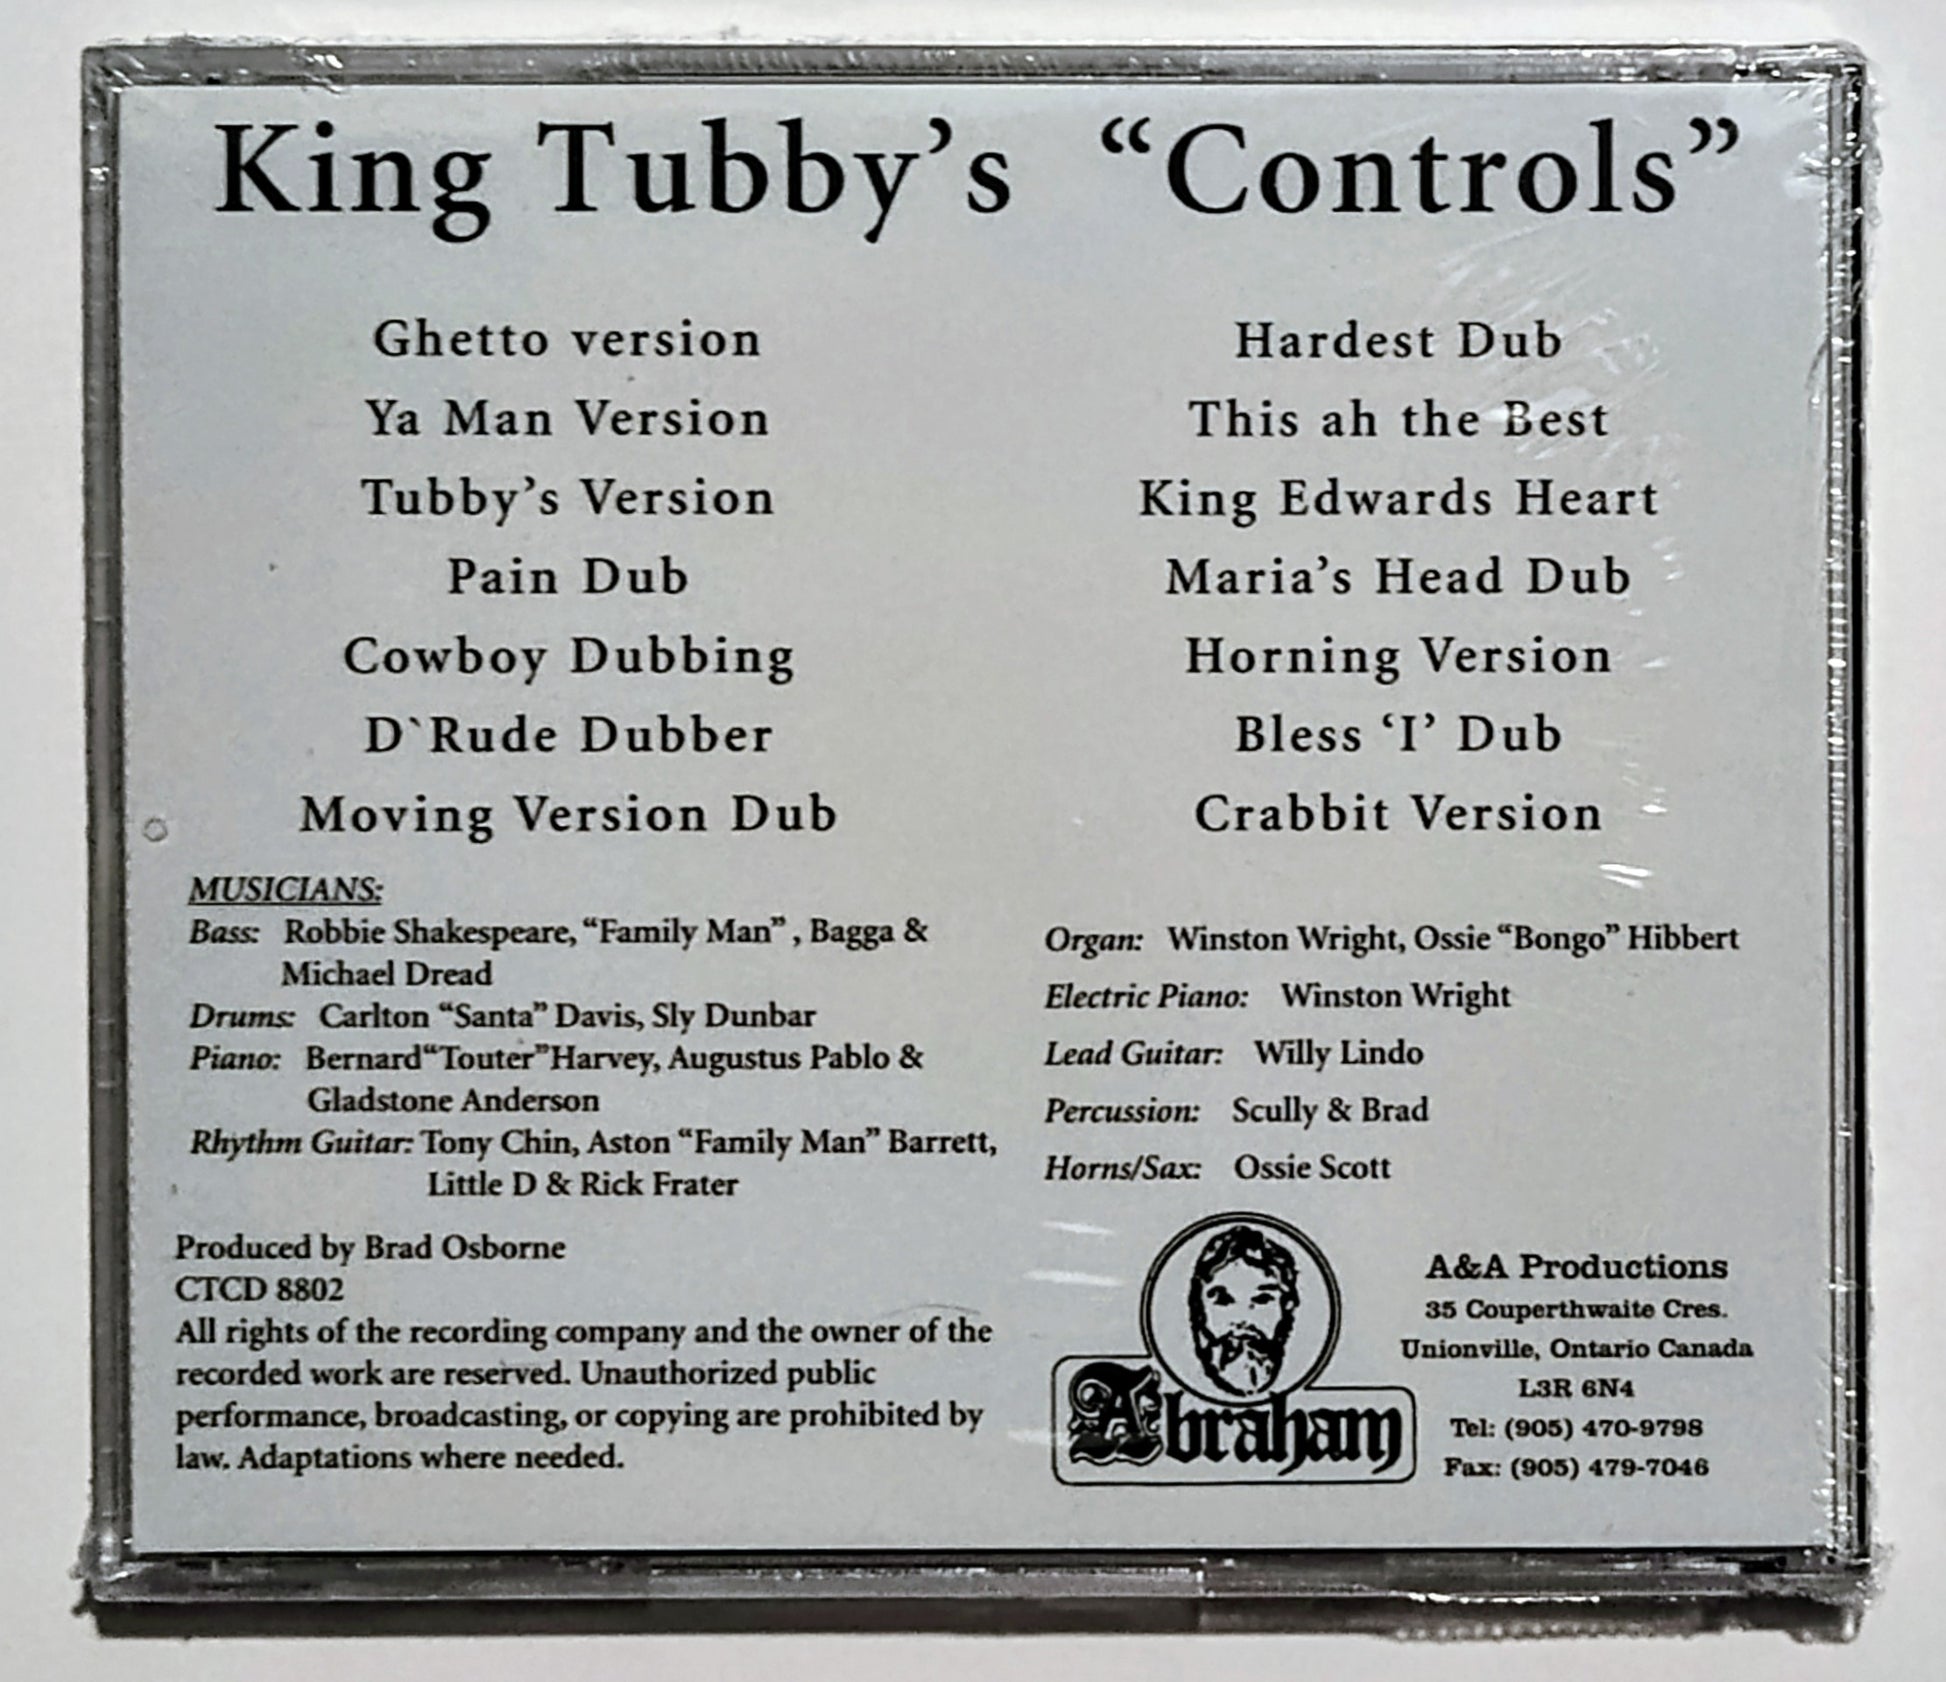 King Tubby’s “Controls”
Ghetto version
Ya Man Version
Tubby’s Version
Pain Dub
Cowboy Dubbing
D`Rude Dubber
Moving Version Dub
Hardest Dub
This ah the Best
King Edwards Heart
Maria’s Head Dub
Horning Version
Bless ‘I’ Dub
Crabbit Version
MUSICIANS:
Bass: Robbie Shakespeare, “Family Man” , Bagga &
Michael Dread
Drums: Carlton “Santa” Davis, Sly Dunbar
Piano: Bernard“Touter”Harvey, Augustus Pablo &
Gladstone Anderson
Rhythm Guitar: Tony Chin, Aston “Family Man” Barrett,
Little D & Rick Frater
Organ: Winston Wright, Ossie “Bongo” Hibbert
Electric Piano: Winston Wright
Lead Guitar: Willy Lindo
Percussion: Scully & Brad
Horns/Sax: Ossie Scott
Produced by Brad Osborne
CTCD 8802
All rights of the recording company and the owner of the
recorded work are reserved. Unauthorized public
performance, broadcasting, or copying are prohibited by
law. Adaptations where needed.
Abraham
A&A Productions
35 Couperthwaite Cres.
Unionville, Ontario Canada
L3R 6N4
Tel: (905) 470-9798
Fax: (905) 479-7046